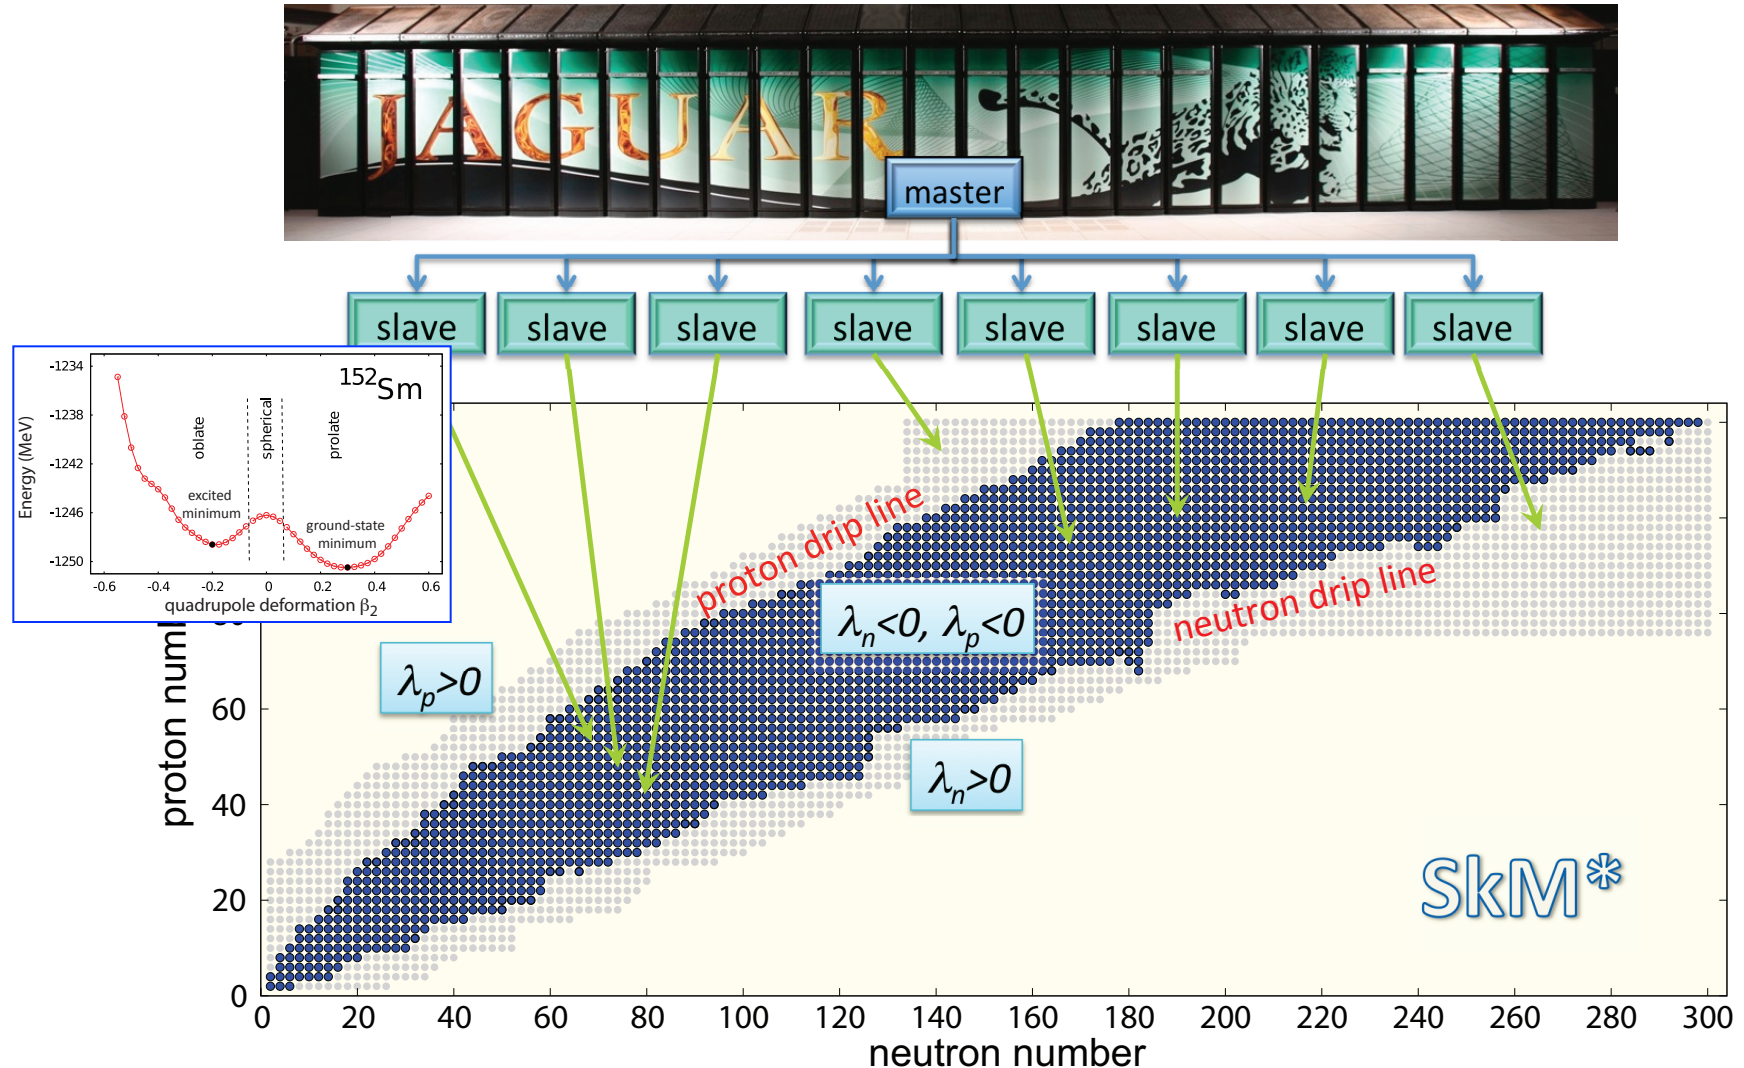 JAGUAR
master
slave slave slave slave slave slave slave slave
152Sm
Energy (MeV)
-1234
-1238
-1242
-1246
-1250
oblate
spherical
prolate
excited
minimum
ground-state
minimum
-0.6 -0.4 -0.2 0 0.2 0.4 0.6
quadrupole deformation β2
proton drip line
neutron drip line
λn<0, λp<0
λp>0
λn>0
SkM*
60
40
20
0
0 20 40 60 80 100 120 140 160 180 200 220 240 260 280 300
neutron number